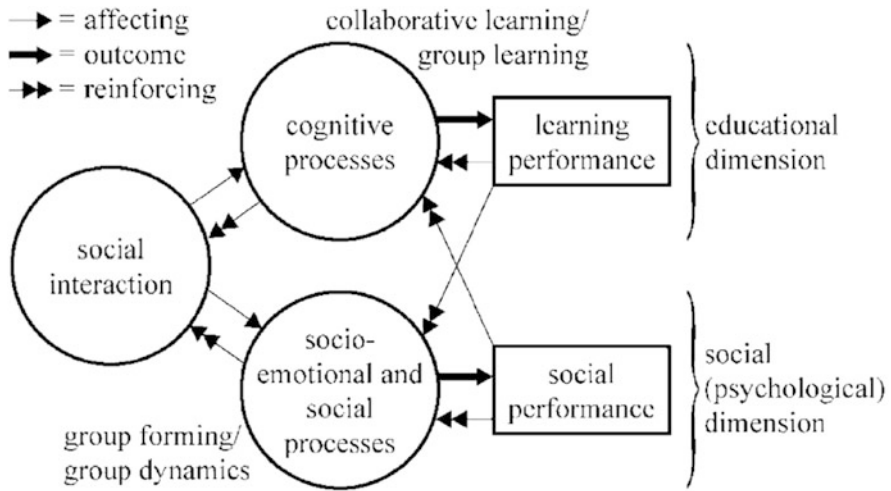 = affecting
= outcome
= reinforcing
collaborative learning/
group learning
cognitive
processes
learning
performance
educational
dimension
social
interaction
socio-
emotional and
social
processes
social
performance
social
(psychological)
dimension
group forming/
group dynamics